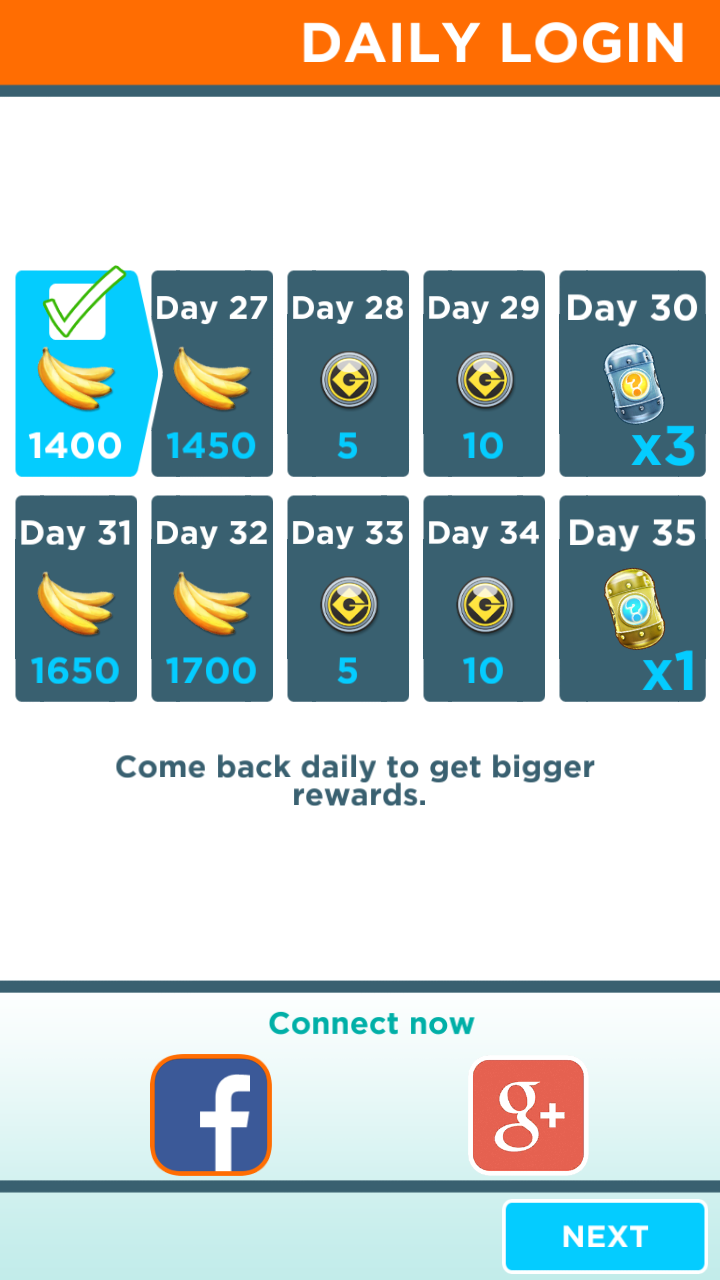 DAILY LOGIN
Day 27
Day 28
Day 29
Day 30
1400
1450
5
10
x3
Day 31
Day 32
Day 33
Day 34
Day 35
1650
1700
5
10
x1
Come back daily to get bigger
rewards.
Connect now
f
g+
NEXT